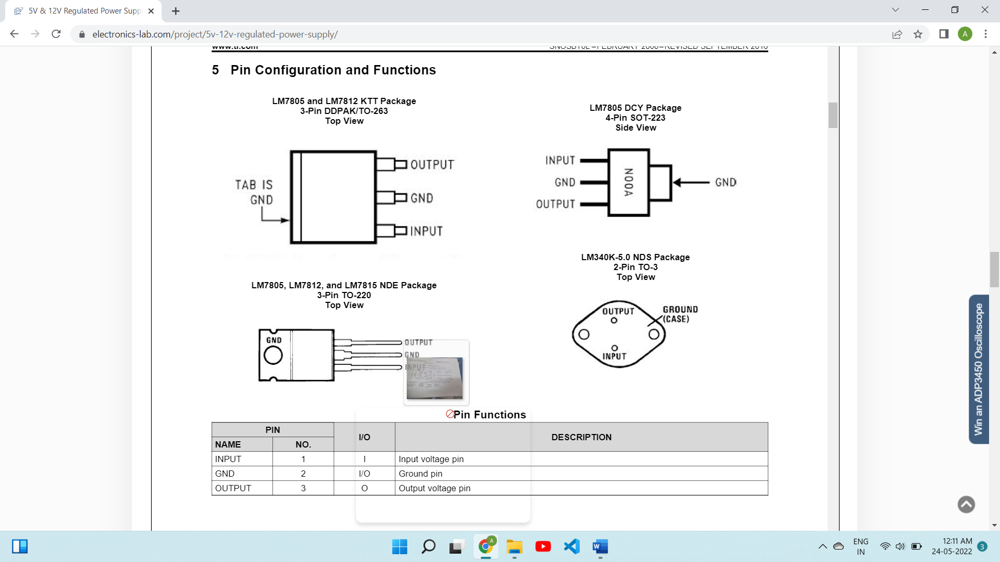 5V & 12V Regulated Power Supp
electronics-lab.com/project/5v-12v-regulated-power-supply/
A
www.ti.com
SNOSBT0L –FEBRUARY 2000–REVISED SEPTEMBER 2016
5 Pin Configuration and Functions
LM7805 and LM7812 KTT Package
3-Pin DDPAK/TO-263
Top View
OUTPUT
TAB IS
GND
GND
INPUT
LM7805 DCY Package
4-Pin SOT-223
Side View
INPUT
GND
OUTPUT
N00A
GND
LM7805, LM7812, and LM7815 NDE Package
3-Pin TO-220
Top View
GND
OUTPUT
GND
INPUT
LM340K-5.0 NDS Package
2-Pin TO-3
Top View
OUTPUT
GROUND
(CASE)
INPUT
Pin Functions
PIN I/O DESCRIPTION
NAME NO.
INPUT 1 I Input voltage pin
GND 2 I/O Ground pin
OUTPUT 3 O Output voltage pin
Win an ADP3450 Oscilloscope
A
W
ENG
IN
12:11 AM
24-05-2022
3